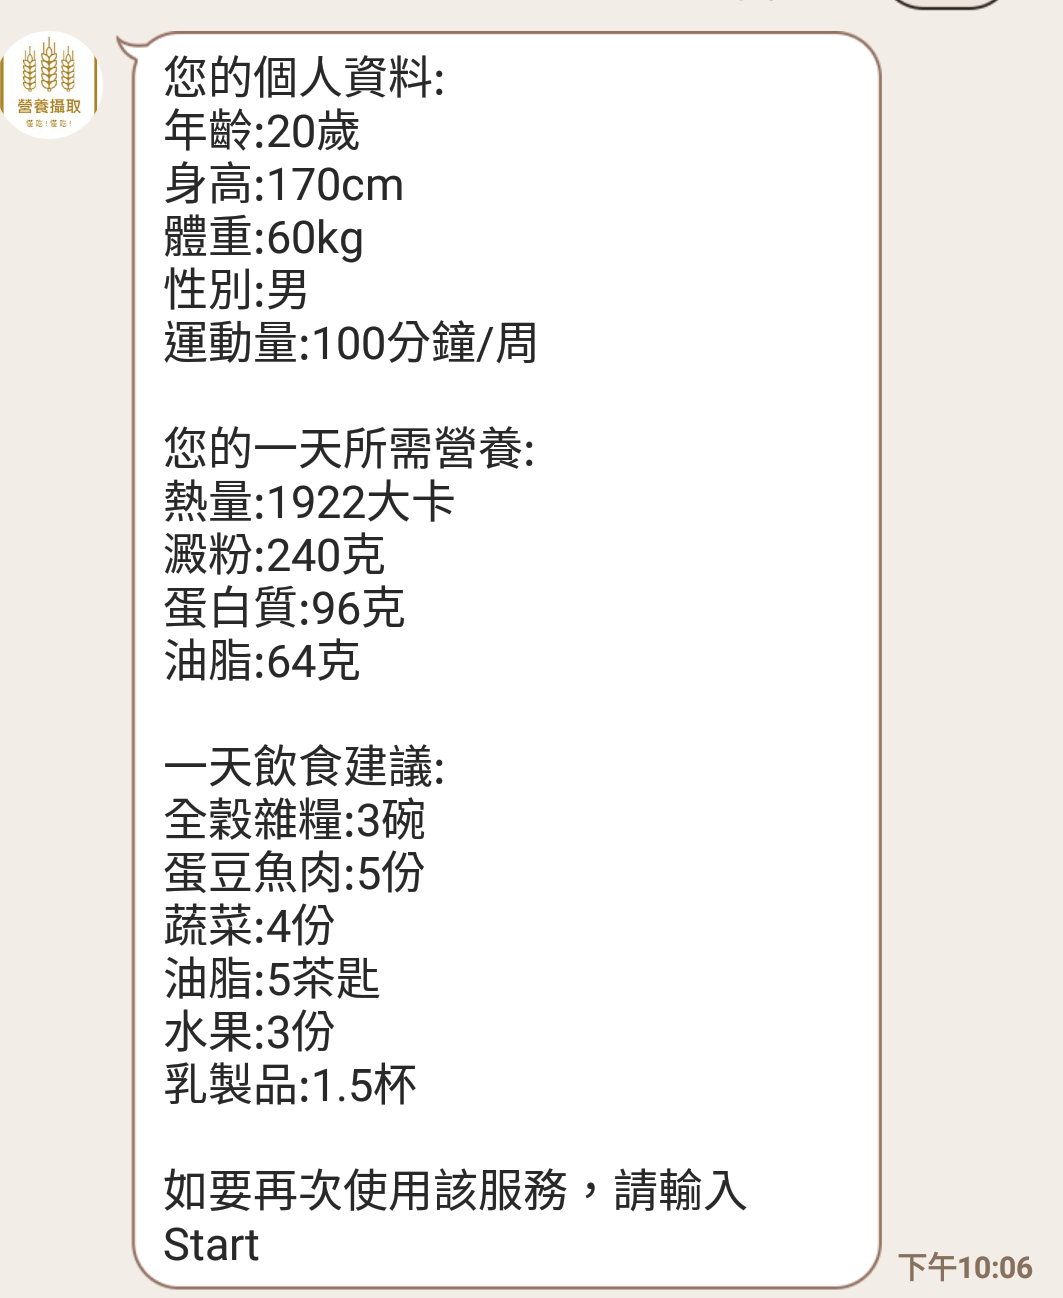 營養攝取
您的個人資料:
年齡:20歲
身高:170cm
體重:60kg
性別:男
運動量:100分鐘/周
您的一天所需營養:
熱量:1922大卡
澱粉:240克
蛋白質:96克
油脂:64克
一天飲食建議:
全穀雜糧:3碗
蛋豆魚肉:5份
蔬菜:4份
油脂:5茶匙
水果:3份
乳製品:1.5杯
如要再次使用該服務，請輸入
Start
下午10:06